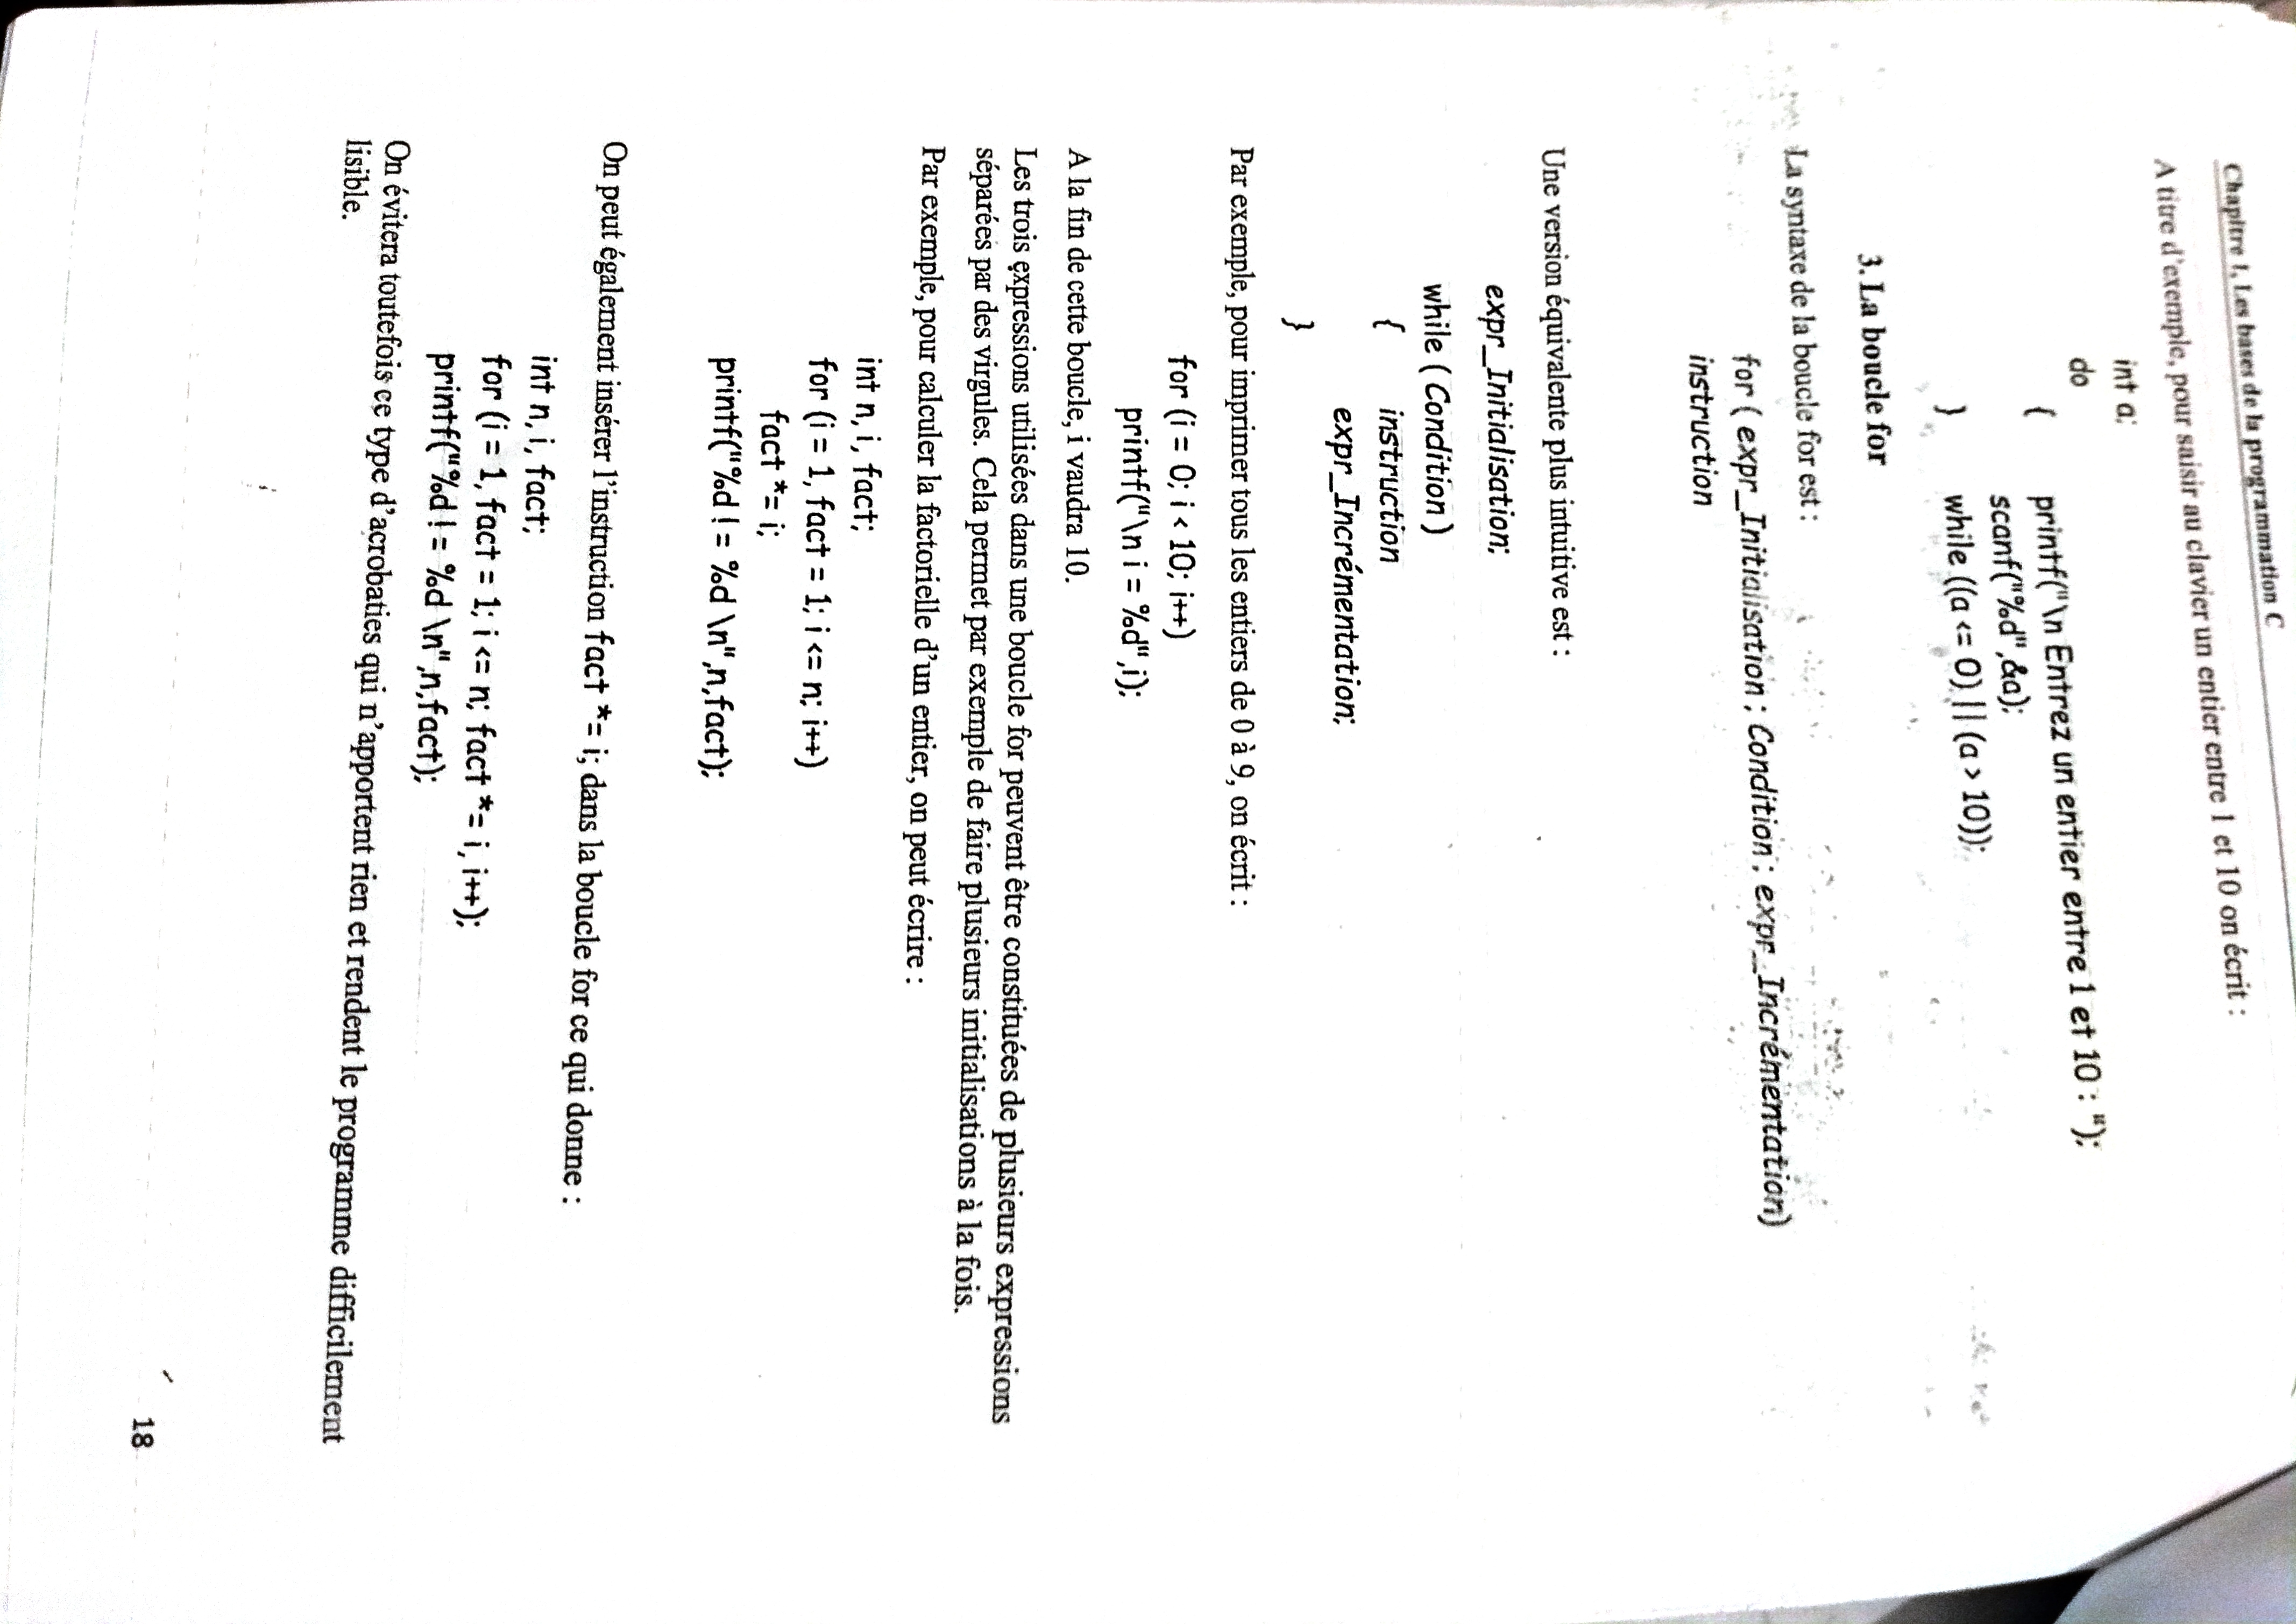 Chapitre 1, Les bases de la programmation C
A titre d'exemple, pour saisir au clavier un entier entre 1 et 10 on écrit :
int a;
do
{
printf("\n Entrez un entier entre 1 et 10 : ");
scanf("%d",&a);
} while ((a <= 0) || (a > 10));
3. La boucle for
La syntaxe de la boucle for est :
for ( expr_Initialisation ; Condition ; expr_Incrémentation)
instruction
Une version équivalente plus intuitive est :
expr_Initialisation;
while ( Condition )
{ instruction
expr_Incrémentation;
}
Par exemple, pour imprimer tous les entiers de 0 à 9, on écrit :
for (i = 0; i < 10; i++)
printf("\n i = %d",i);
A la fin de cette boucle, i vaudra 10.
Les trois expressions utilisées dans une boucle for peuvent être constituées de plusieurs expressions
séparées par des virgules. Cela permet par exemple de faire plusieurs initialisations à la fois.
Par exemple, pour calculer la factorielle d'un entier, on peut écrire :
int n, i, fact;
for (i = 1, fact = 1; i <= n; i++)
fact *= i;
printf("%d ! = %d \n",n,fact);
On peut également insérer l'instruction fact *= i; dans la boucle for ce qui donne :
int n, i, fact;
for (i = 1, fact = 1; i <= n; fact *= i, i++);
printf("%d ! = %d \n",n,fact);
On évitera toutefois ce type d'acrobaties qui n'apportent rien et rendent le programme difficilement
lisible.
18